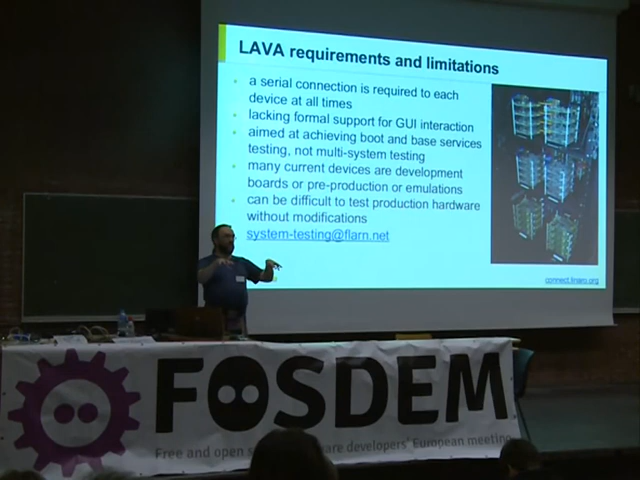 LAVA requirements and limitations
a serial connection is required to each
device at all times
lacking formal support for GUI interaction
aimed at achieving boot and base services
testing, not multi-system testing
many current devices are development
boards or pre-production or emulations
can be difficult to test production hardware
without modifications
system-testing@flarn.net
connect.linaro.org
FOSDEM
Free and open developers' European meeting